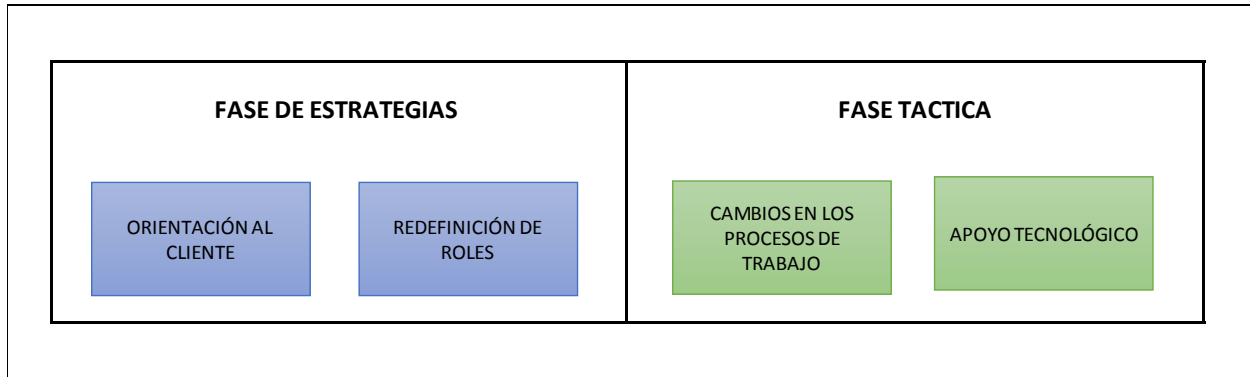 FASE DE ESTRATEGIAS
FASE TACTICA
ORIENTACIÓN AL
CLIENTE
REDEFINICIÓN DE
ROLES
CAMBIOS EN LOS
PROCESOS DE
TRABAJO
APOYO TECNOLÓGICO